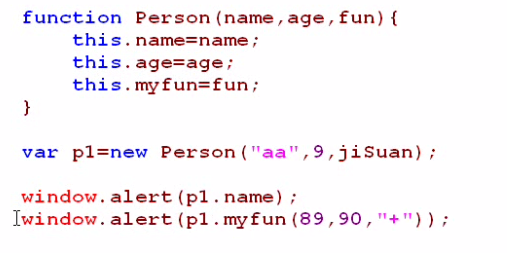 function Person(name,age,fun){
this.name=name;
this.age=age;
this.myfun=fun;
}
var p1=new Person("aa",9,jiSuan);
window.alert(p1.name);
window.alert(p1.myfun(89,90,"+"));